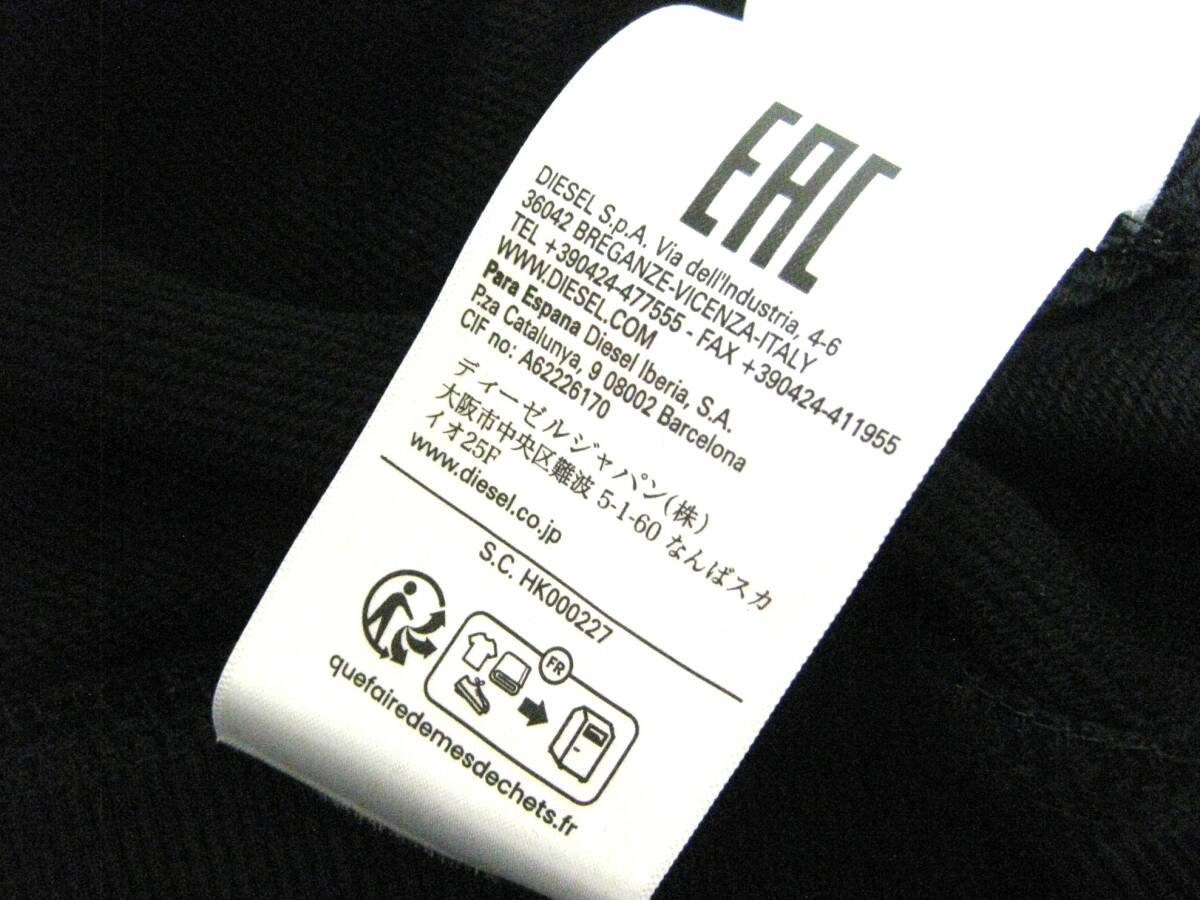 EAC
DIESEL S.p.A. Via dell'Industria, 4-6
36042 BREGANZE-VICENZA-ITALY
TEL +390424-477555 - FAX +390424-411955
WWW.DIESEL.COM
Para Espana Diesel Iberia, S.A.
P.za Catalunya, 9 08002 Barcelona
CIF no: A62226170
ディーゼルジャパン(株)
大阪市中央区難波 5-1-60 なんばスカ
イオ25F
www.diesel.co.jp
S.C. HK000227
FR
quefairedemesdechets.fr